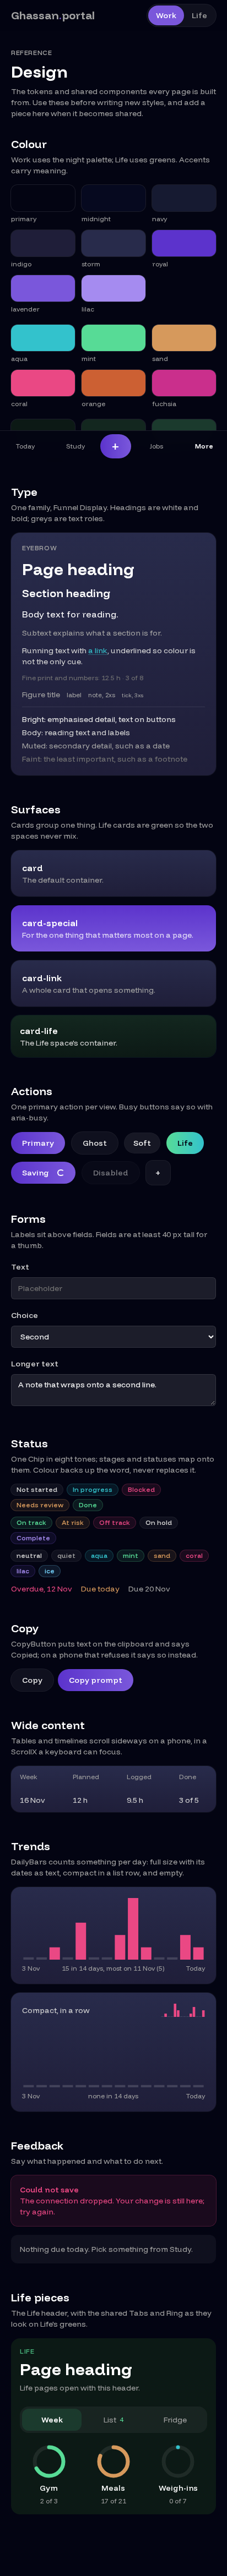 Ghassan.portal
Work
Life
REFERENCE
Design
The tokens and shared components every page is built
from. Use these before writing new styles, and add a
piece here when it becomes shared.
Colour
Work uses the night palette; Life uses greens. Accents
carry meaning.
primary
midnight
navy
indigo
storm
royal
lavender
lilac
aqua
mint
sand
coral
orange
fuchsia
Today
Study
+
Jobs
More
Type
One family, Funnel Display. Headings are white and
bold; greys are text roles.
EYEBROW
Page heading
Section heading
Body text for reading.
Subtext explains what a section is for.
Running text with a link, underlined so colour is
not the only cue.
Fine print and numbers 12.5 h 3 of 8
Figure title label note, 2xs tick, 3xs
Bright: emphasised detail, text on buttons
Body: reading text and labels
Muted: secondary detail, such as a date
Faint: the least important, such as a footnote
Surfaces
Cards group one thing. Life cards are green so the two
spaces never mix.
card
The default container.
card-special
For the one thing that matters most on a page.
card-link
A whole card that opens something.
card-life
The Life space's container.
Actions
One primary action per view. Busy buttons say so with
aria-busy.
Primary
Ghost
Soft
Life
Saving
Disabled
+
Forms
Labels sit above fields. Fields are at least 40 px tall for
a thumb.
Text
Placeholder
Choice
Second
Longer text
A note that wraps onto a second line.
Status
One Chip in eight tones; stages and statuses map onto
them. Colour backs up the word, never replaces it.
Not started
In progress
Blocked
Needs review
Done
On track
At risk
Off track
On hold
Complete
neutral
quiet
aqua
mint
sand
coral
lilac
ice
Overdue, 12 Nov
Due today
Due 20 Nov
Copy
CopyButton puts text on the clipboard and says
Copied; on a phone that refuses it says so instead.
Copy
Copy prompt
Wide content
Tables and timelines scroll sideways on a phone, in a
ScrollX a keyboard can focus.
Week Planned Logged Done
16 Nov 12 h 9.5 h 3 of 5
Trends
DailyBars counts something per day: full size with its
dates as text, compact in a list row, and empty.
3 Nov 15 in 14 days, most on 11 Nov (5) Today
Compact, in a row
3 Nov none in 14 days Today
Feedback
Say what happened and what to do next.
Could not save
The connection dropped. Your change is still here;
try again.
Nothing due today. Pick something from Study.
Life pieces
The Life header, with the shared Tabs and Ring as they
look on Life's greens.
LIFE
Page heading
Life pages open with this header.
Week
List 4
Fridge
Gym
Meals
Weigh-ins
2 of 3
17 of 21
0 of 7